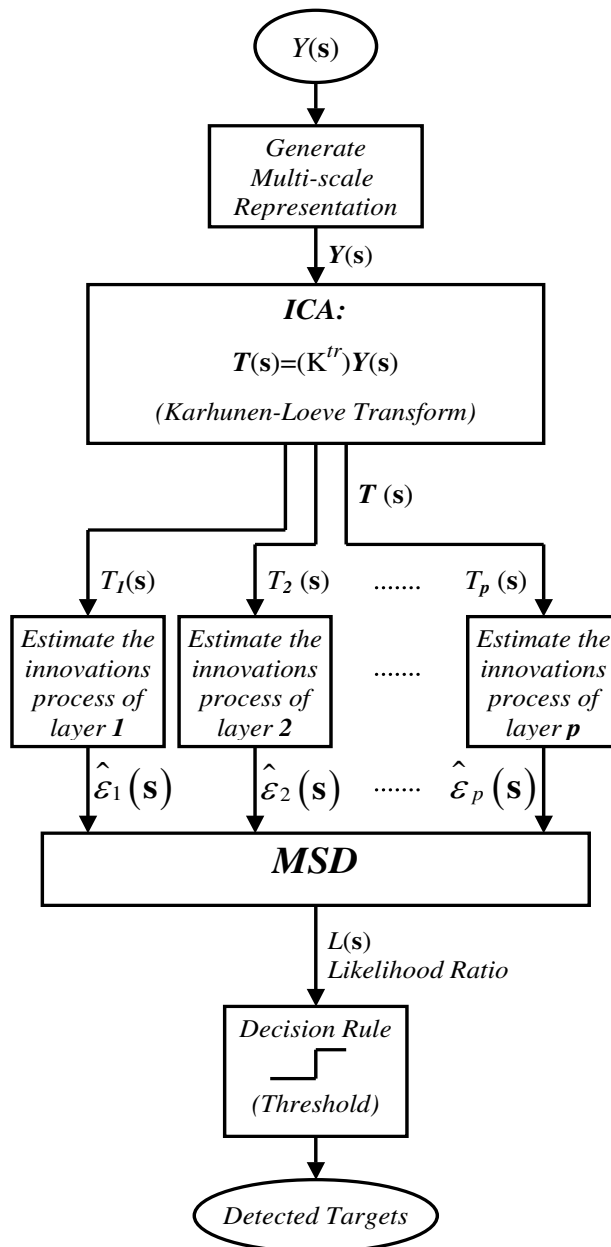 Y(s)
Generate
Multi-scale
Representation
Y(s)
ICA:
T(s)=(K^tr)Y(s)
(Karhunen-Loeve Transform)
T (s)
T1(s) T2 (s) ....... Tp (s)
Estimate the innovations process of layer 1
Estimate the innovations process of layer 2
.......
Estimate the innovations process of layer p
ε̂1(s) ε̂2(s) ....... ε̂p(s)
MSD
L(s)
Likelihood Ratio
Decision Rule
(Threshold)
Detected Targets